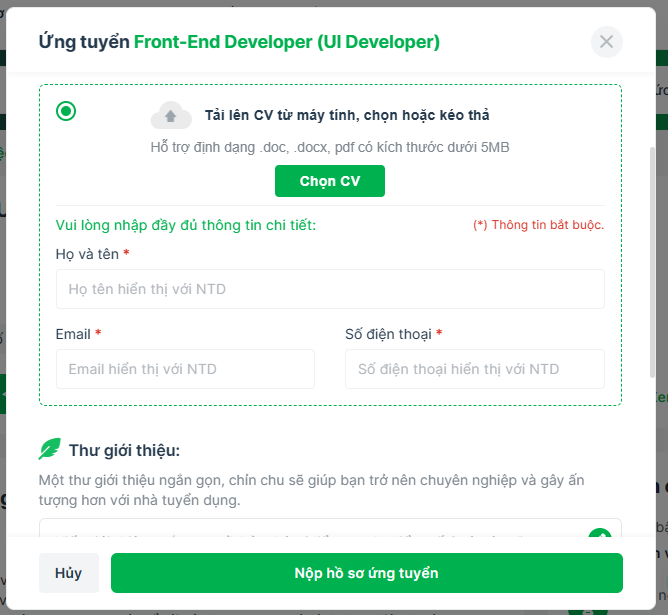 Ứng tuyển Front-End Developer (UI Developer)
Tải lên CV từ máy tính, chọn hoặc kéo thả
Hỗ trợ định dạng .doc, .docx, pdf có kích thước dưới 5MB
Chọn CV
Vui lòng nhập đầy đủ thông tin chi tiết:
(*) Thông tin bắt buộc.
Họ và tên *
Họ tên hiển thị với NTD
Email *
Số điện thoại *
Email hiển thị với NTD
Số điện thoại hiển thị với NTD
Thư giới thiệu:
Một thư giới thiệu ngắn gọn, chỉn chu sẽ giúp bạn trở nên chuyên nghiệp và gây ấn
tượng hơn với nhà tuyển dụng.
Hủy
Nộp hồ sơ ứng tuyển